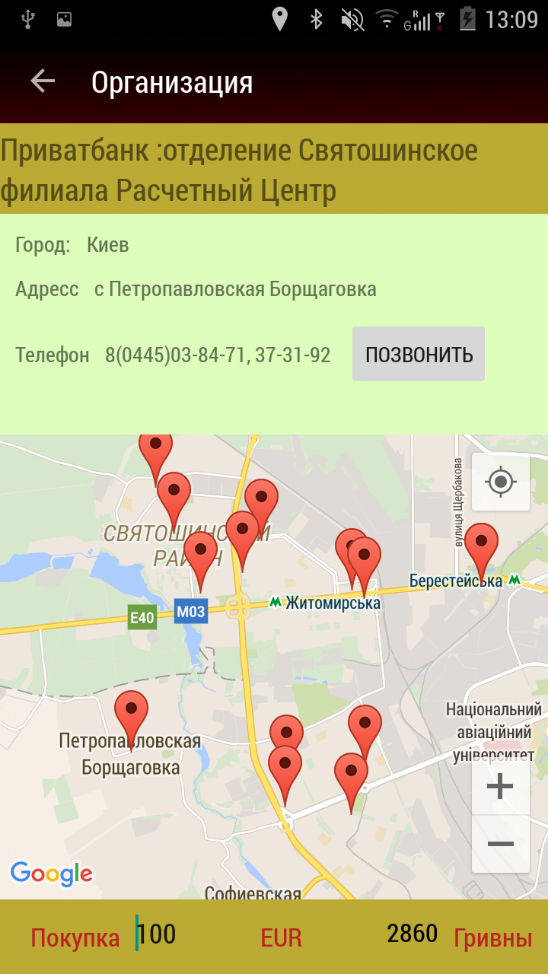 R
G
x
13:09
Организация
Приватбанк :отделение Святошинское
филиала Расчетный Центр
Город: Киев
Адресс с Петропавловская Борщаговка
Телефон 8(0445)03-84-71, 37-31-92 ПОЗВОНИТЬ
вулиця Щербакова
СВЯТОШИНСКИЙ
РАЙОН
Берестейська
Житомирська
E40
M03
Національний
авіаційний
університет
Петропавловская
Борщаговка
+
−
Google
Софиевская
Покупка 100 EUR 2860 Гривны